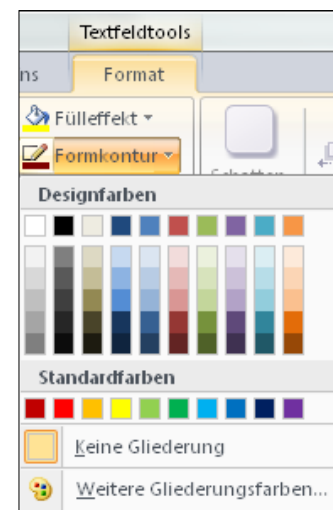 Textfeldtools
ns
Format
Fülleffekt
Formkontur
Designfarben
Standardfarben
Keine Gliederung
Weitere Gliederungsfarben...